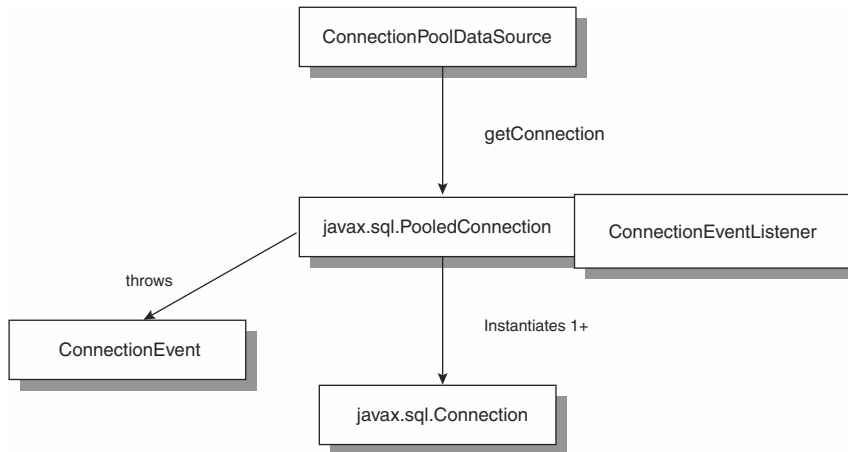 ConnectionPoolDataSource
getConnection
javax.sql.PooledConnection
ConnectionEventListener
throws
Instantiates 1+
ConnectionEvent
javax.sql.Connection